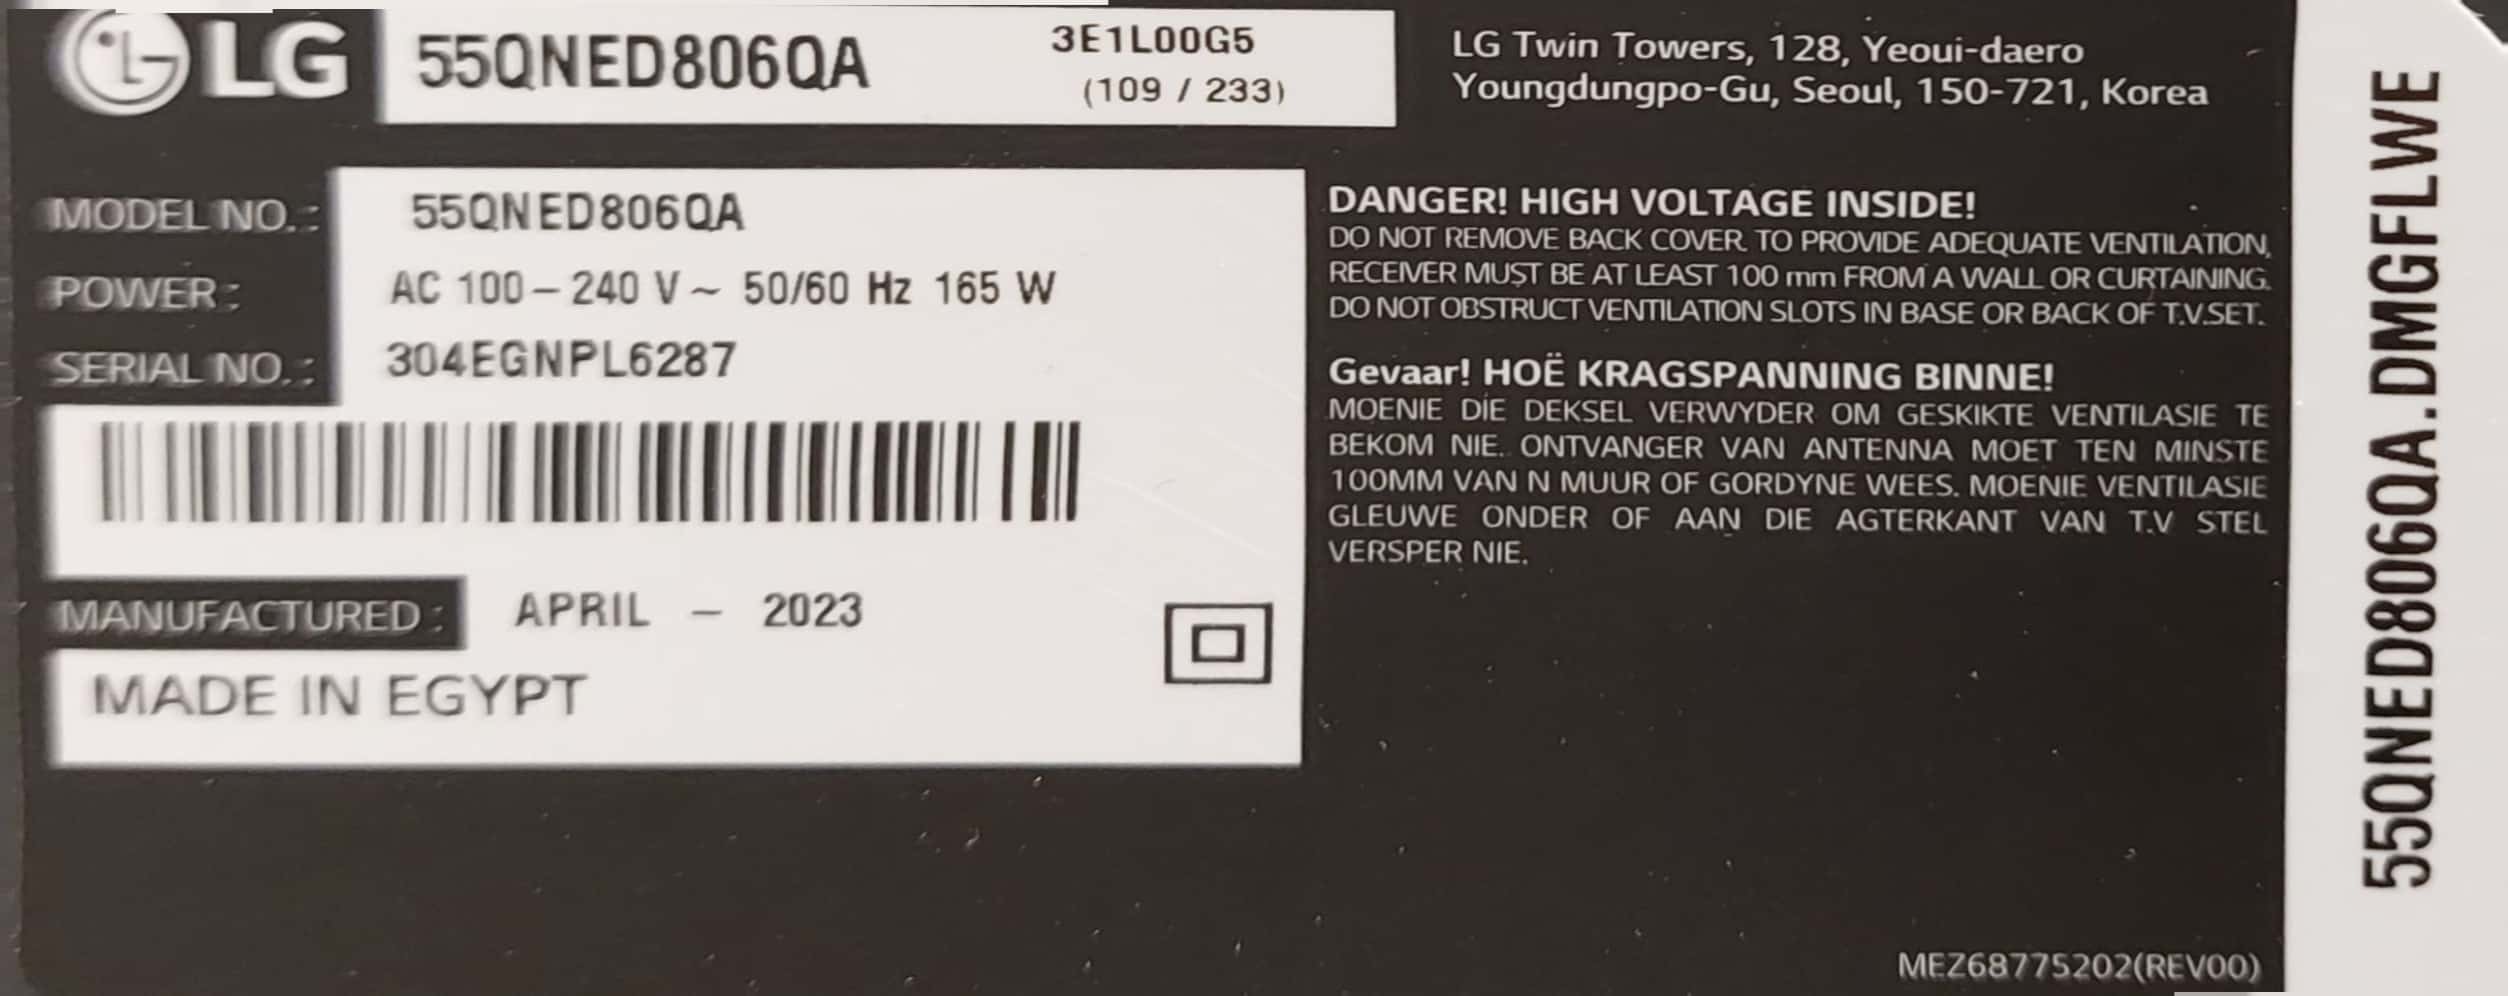 LG
55QNED806QA
3E1L00G5
(109 / 233)
LG Twin Towers, 128, Yeoui-daero
Youngdungpo-Gu, Seoul, 150-721, Korea
MODEL NO. : 55QNED806QA
POWER : AC 100 – 240 V ~ 50/60 Hz 165 W
SERIAL NO. : 304EGNPL6287
MANUFACTURED : APRIL – 2023
MADE IN EGYPT
DANGER! HIGH VOLTAGE INSIDE!
DO NOT REMOVE BACK COVER. TO PROVIDE ADEQUATE VENTILATION,
RECEIVER MUST BE AT LEAST 100 mm FROM A WALL OR CURTAINING.
DO NOT OBSTRUCT VENTILATION SLOTS IN BASE OR BACK OF T.V.SET.
Gevaar! HOË KRAGSPANNING BINNE!
MOENIE DIE DEKSEL VERWYDER OM GESKIKTE VENTILASIE TE
BEKOM NIE. ONTVANGER VAN ANTENNA MOET TEN MINSTE
100MM VAN N MUUR OF GORDYNE WEES. MOENIE VENTILASIE
GLEUWE ONDER OF AAN DIE AGTERKANT VAN T.V STEL
VERSPER NIE.
MEZ68775202(REV00)
55QNED806QA.DMGFLWE